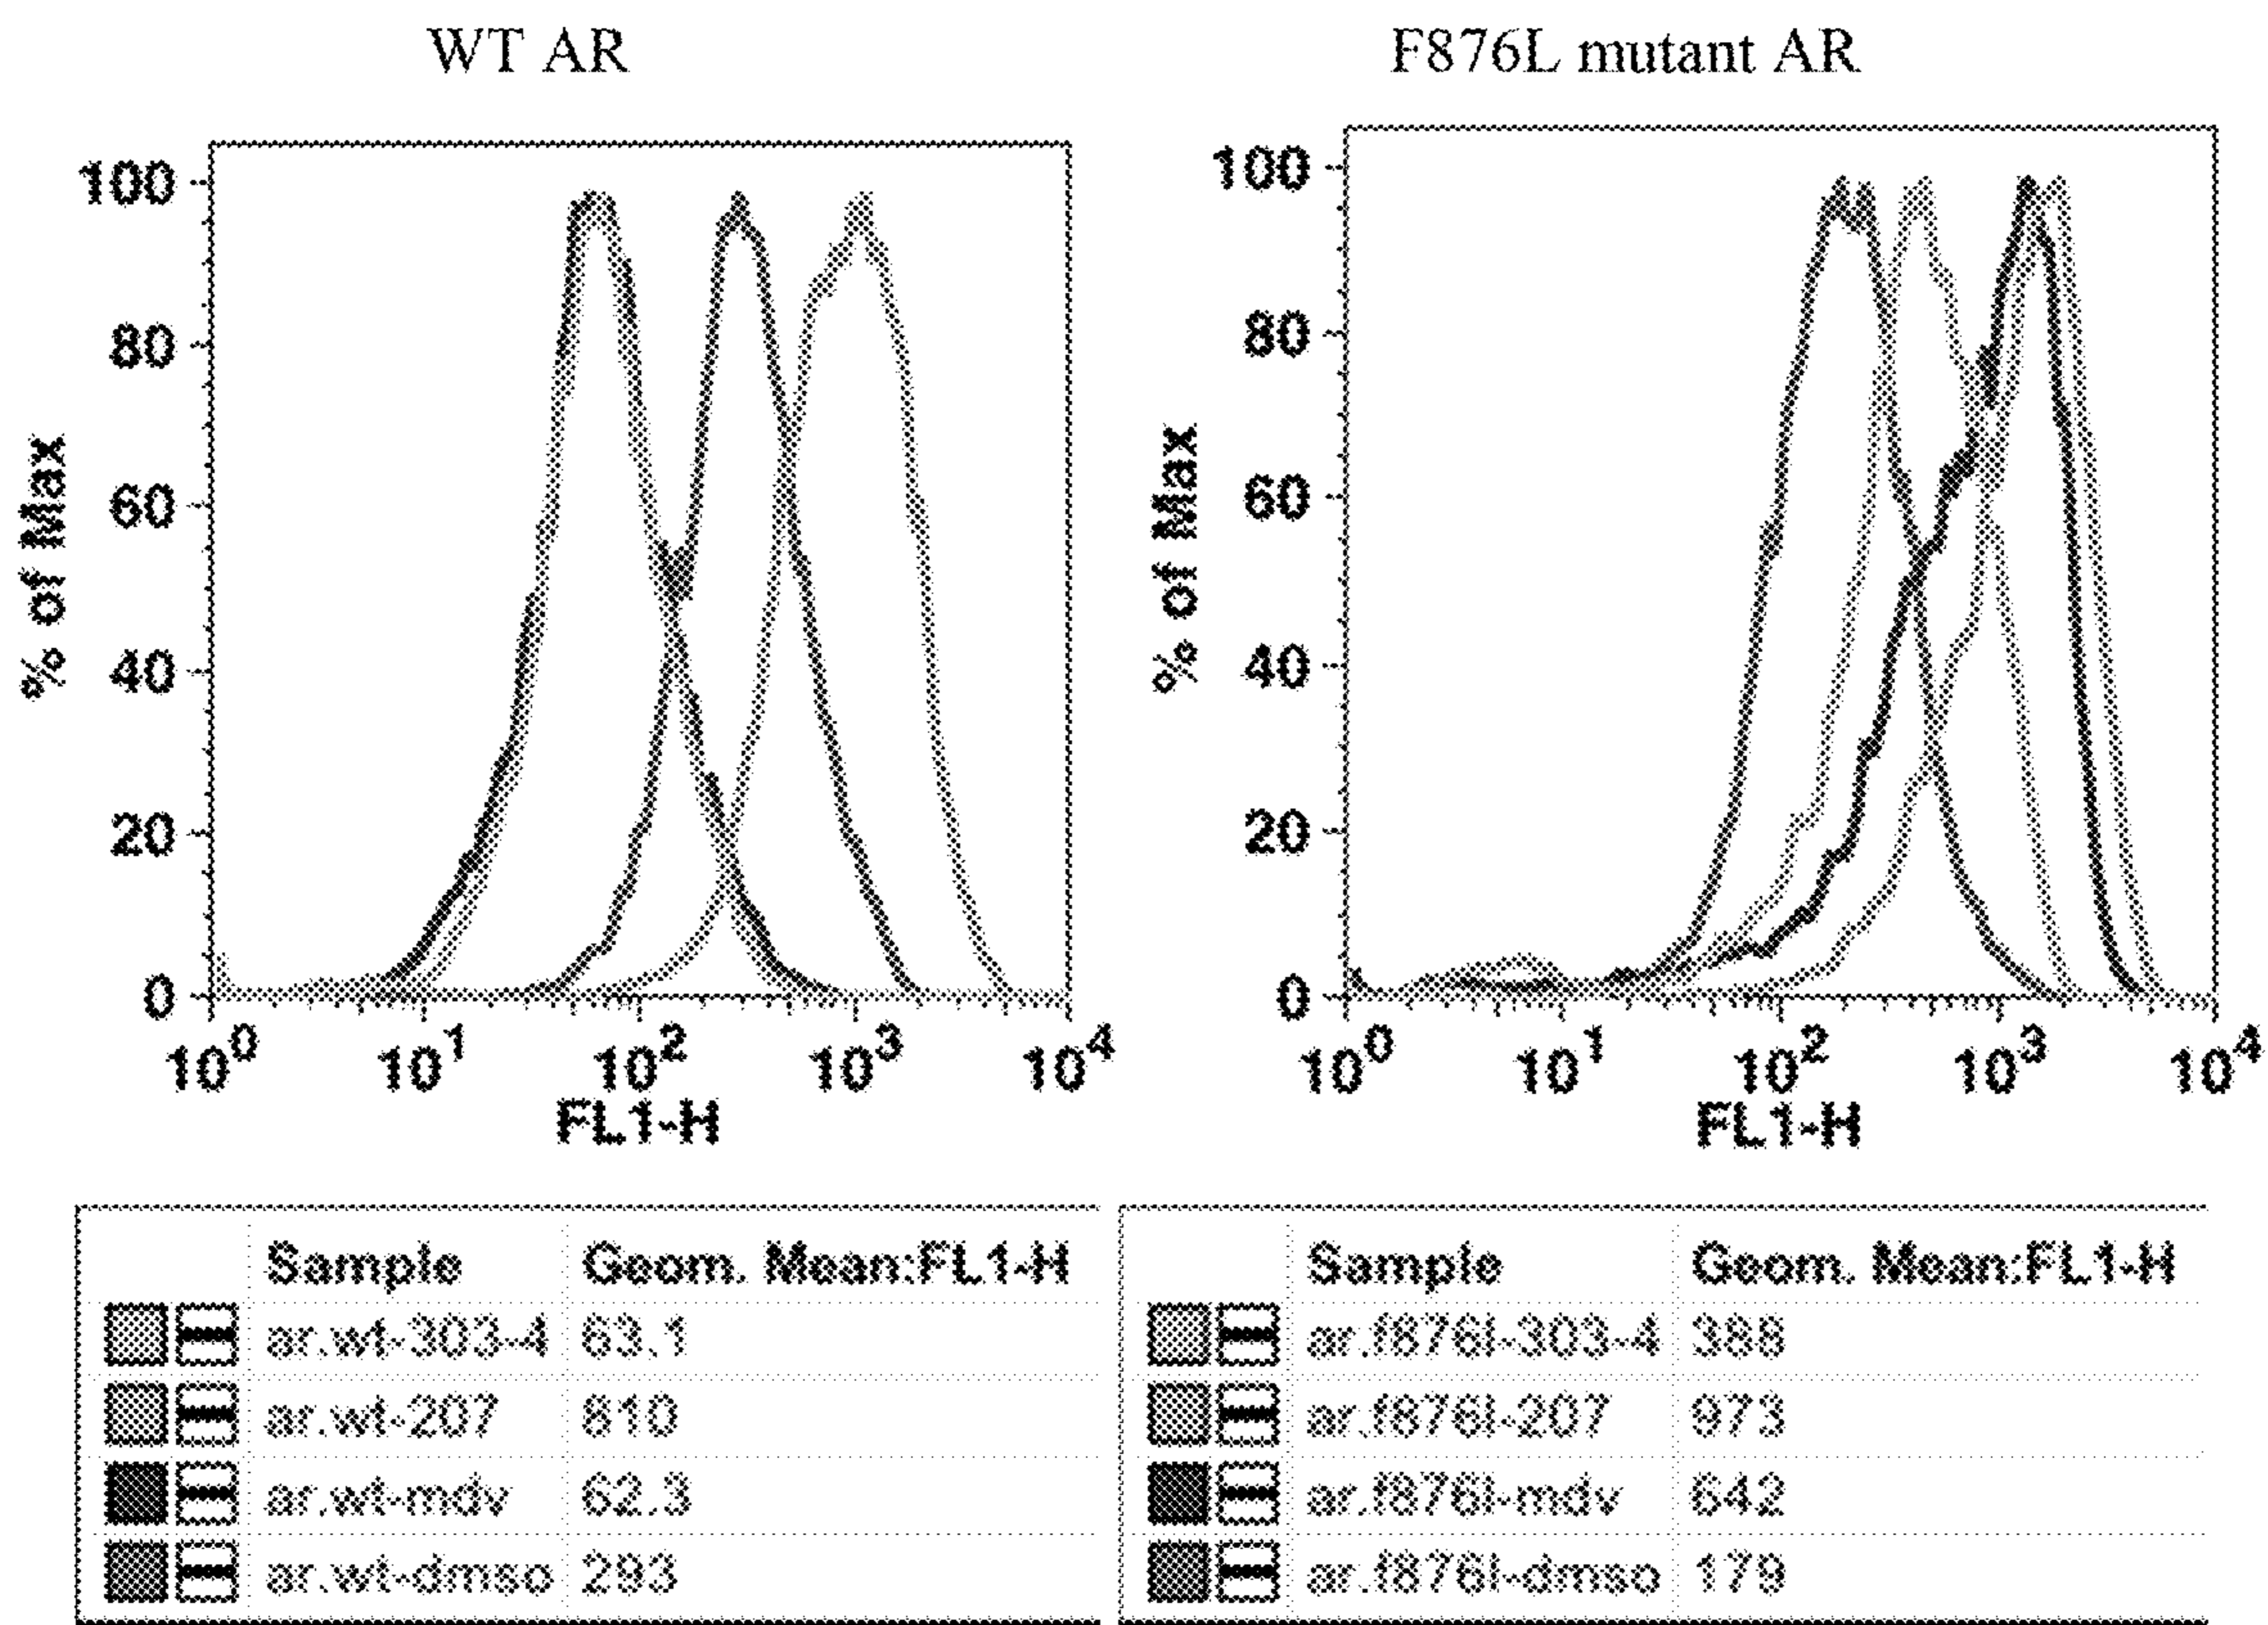 WT AR
F876L mutant AR
100
80
60
40
20
0
% of Max
10^0 10^1 10^2 10^3 10^4
FL1-H
100
80
60
40
20
0
% of Max
10^0 10^1 10^2 10^3 10^4
FL1-H
Sample Geom. Mean:FL1-H
ar.wt-303-4 63.1
ar.wt-207 810
ar.wt-mdv 62.3
ar.wt-dmso 293
Sample Geom. Mean:FL1-H
ar.f876l-303-4 388
ar.f876l-207 973
ar.f876l-mdv 642
ar.f876l-dmso 179